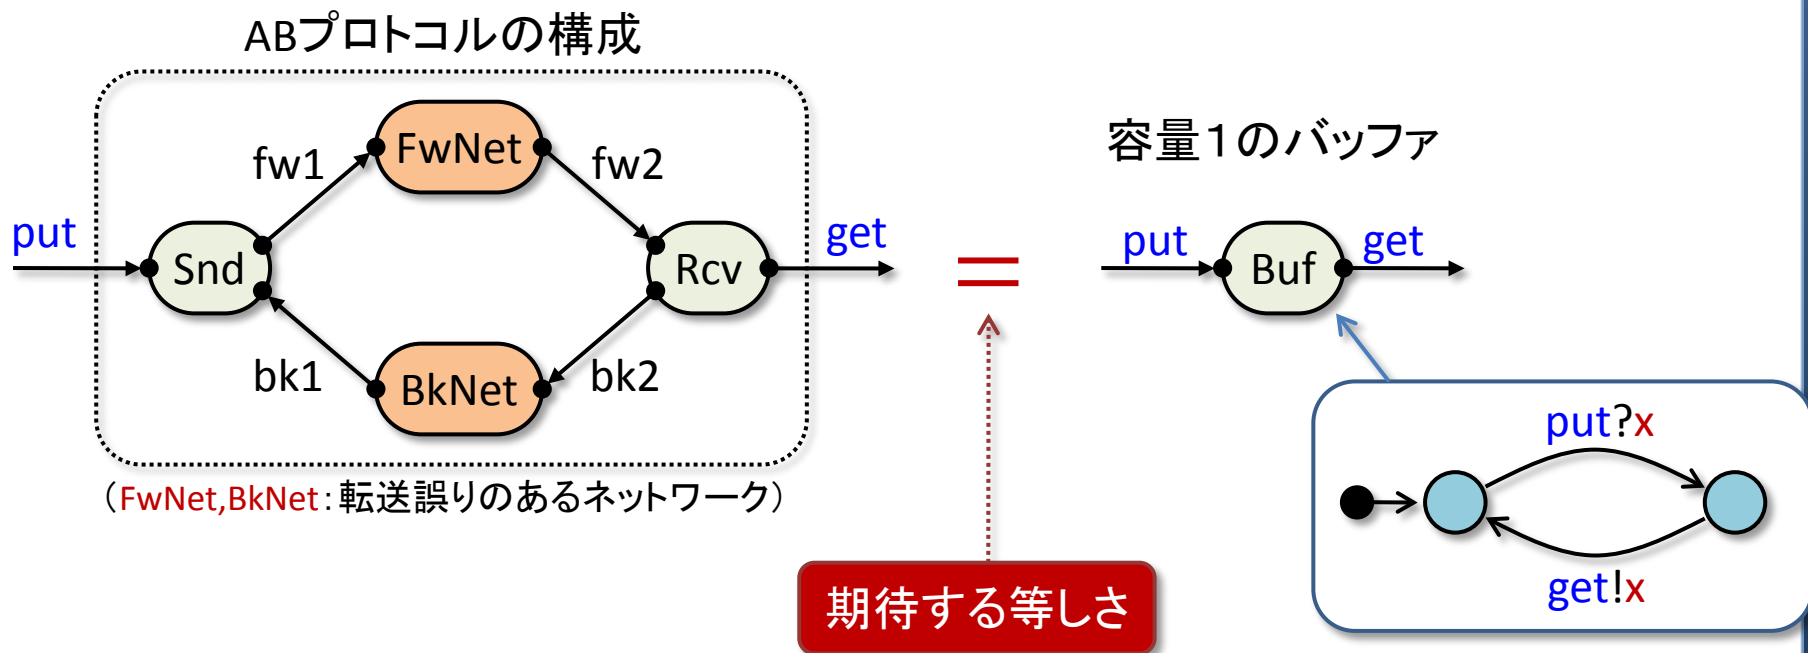 ABプロトコルの構成
FwNet
fw1
fw2
put
Snd
Rcv
get
bk1
bk2
BkNet
(FwNet,BkNet:転送誤りのあるネットワーク)
=
期待する等しさ
容量1のバッファ
put
Buf
get
put?x
get!x